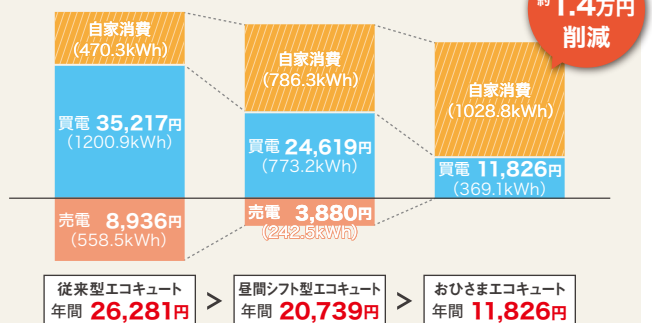 約1.4万円
削減
自家消費
(470.3kWh)
買電 35,217円
(1200.9kWh)
売電 8,936円
(558.5kWh)
自家消費
(786.3kWh)
買電 24,619円
(773.2kWh)
売電 3,880円
(242.5kWh)
自家消費
(1028.8kWh)
買電 11,826円
(369.1kWh)
従来型エコキュート
年間 26,281円
>
昼間シフト型エコキュート
年間 20,739円
>
おひさまエコキュート
年間 11,826円